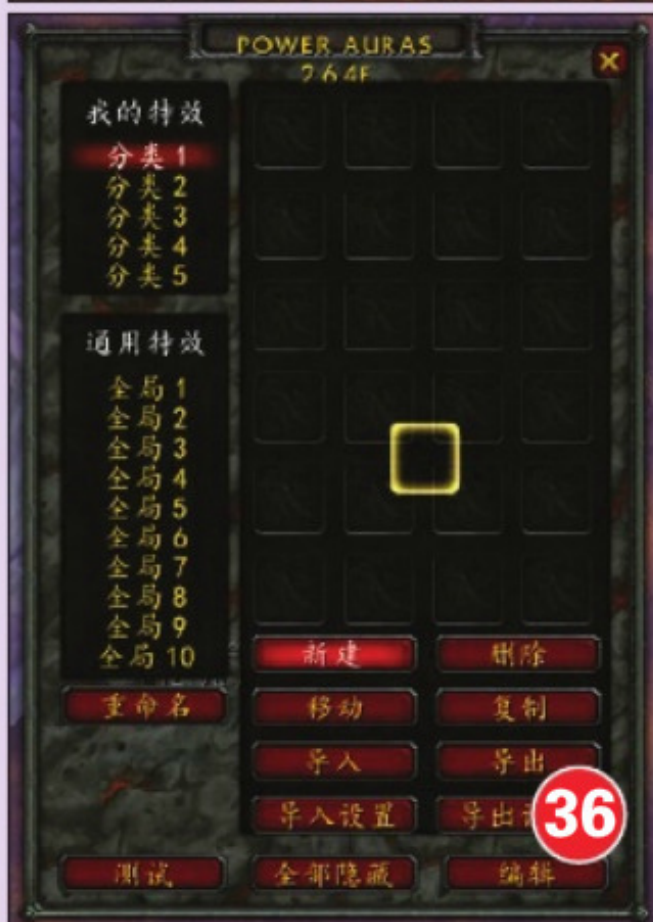 POWER AURAS
2.6.4F
我的特效
分类 1
分类 2
分类 3
分类 4
分类 5
通用特效
全局 1
全局 2
全局 3
全局 4
全局 5
全局 6
全局 7
全局 8
全局 9
全局 10
重命名
新建 删除
移动 复制
导入 导出
导入设置 导出
36
测试 全部隐藏 编辑